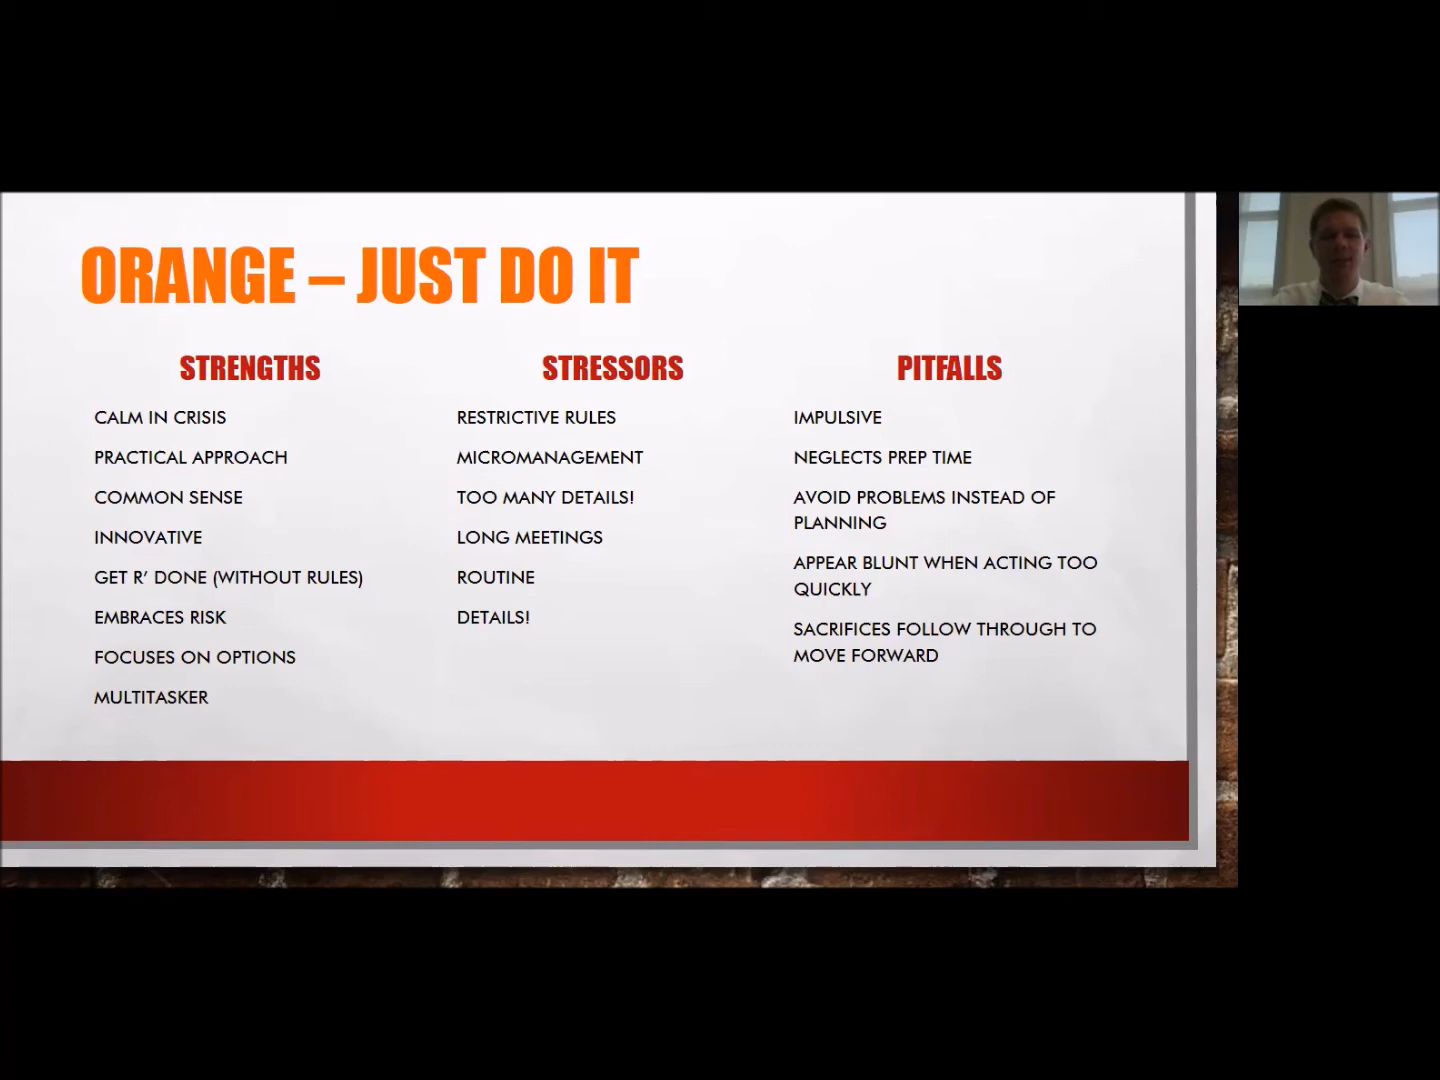 ORANGE – JUST DO IT
STRENGTHS
CALM IN CRISIS
PRACTICAL APPROACH
COMMON SENSE
INNOVATIVE
GET R’ DONE (WITHOUT RULES)
EMBRACES RISK
FOCUSES ON OPTIONS
MULTITASKER
STRESSORS
RESTRICTIVE RULES
MICROMANAGEMENT
TOO MANY DETAILS!
LONG MEETINGS
ROUTINE
DETAILS!
PITFALLS
IMPULSIVE
NEGLECTS PREP TIME
AVOID PROBLEMS INSTEAD OF
PLANNING
APPEAR BLUNT WHEN ACTING TOO
QUICKLY
SACRIFICES FOLLOW THROUGH TO
MOVE FORWARD